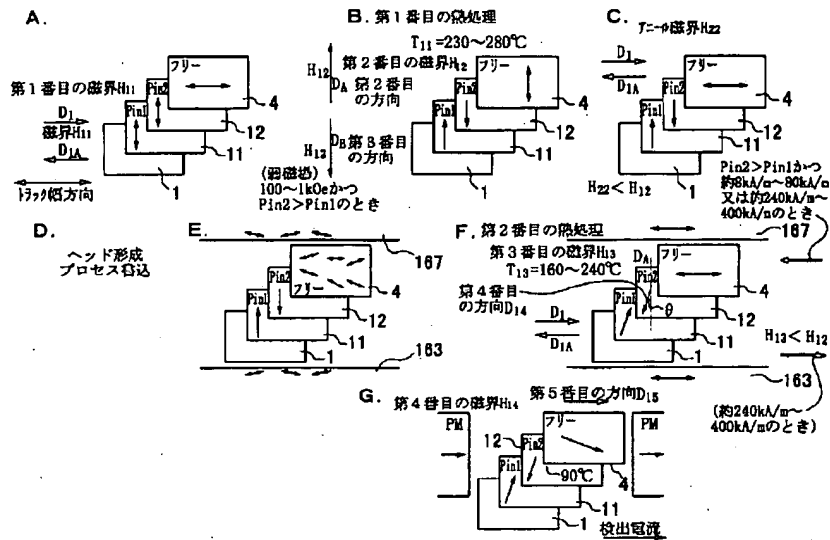 A.
第1番目の磁界H11
D1
磁界H11
D1A
トラック幅方向
Pin1
Pin2
フリー
4
12
11
1
B. 第1番目の熱処理
T11=230~280℃
H12
第2番目の磁界H12
DA 第2番目
の方向
DB 第3番目
の方向
H13
(弱磁場)
100~1kOeかつ
Pin2>Pin1のとき
Pin1
Pin2
フリー
4
12
11
1
C.
アニール磁界H22
D1
D1A
Pin1
Pin2
フリー
4
12
11
1
H22<H12
Pin2>Pin1かつ
約8kA/m~80kA/m
又は約240kA/m~
400kA/mのとき
D.
ヘッド形成
プロセス
E.
167
Pin1
Pin2
フリー
4
12
11
1
163
F. 第2番目の熱処理
167
第3番目の磁界H13
T13=160~240℃
DA
第4番目
の方向D14
D1
D1A
θ
Pin1
Pin2
フリー
4
12
11
1
163
H13<H12
(約240kA/m~
400kA/mのとき)
G.
第4番目の磁界H14
第5番目の方向D15
PM
PM
12
Pin1
Pin2
フリー
90℃
4
11
1
検出電流